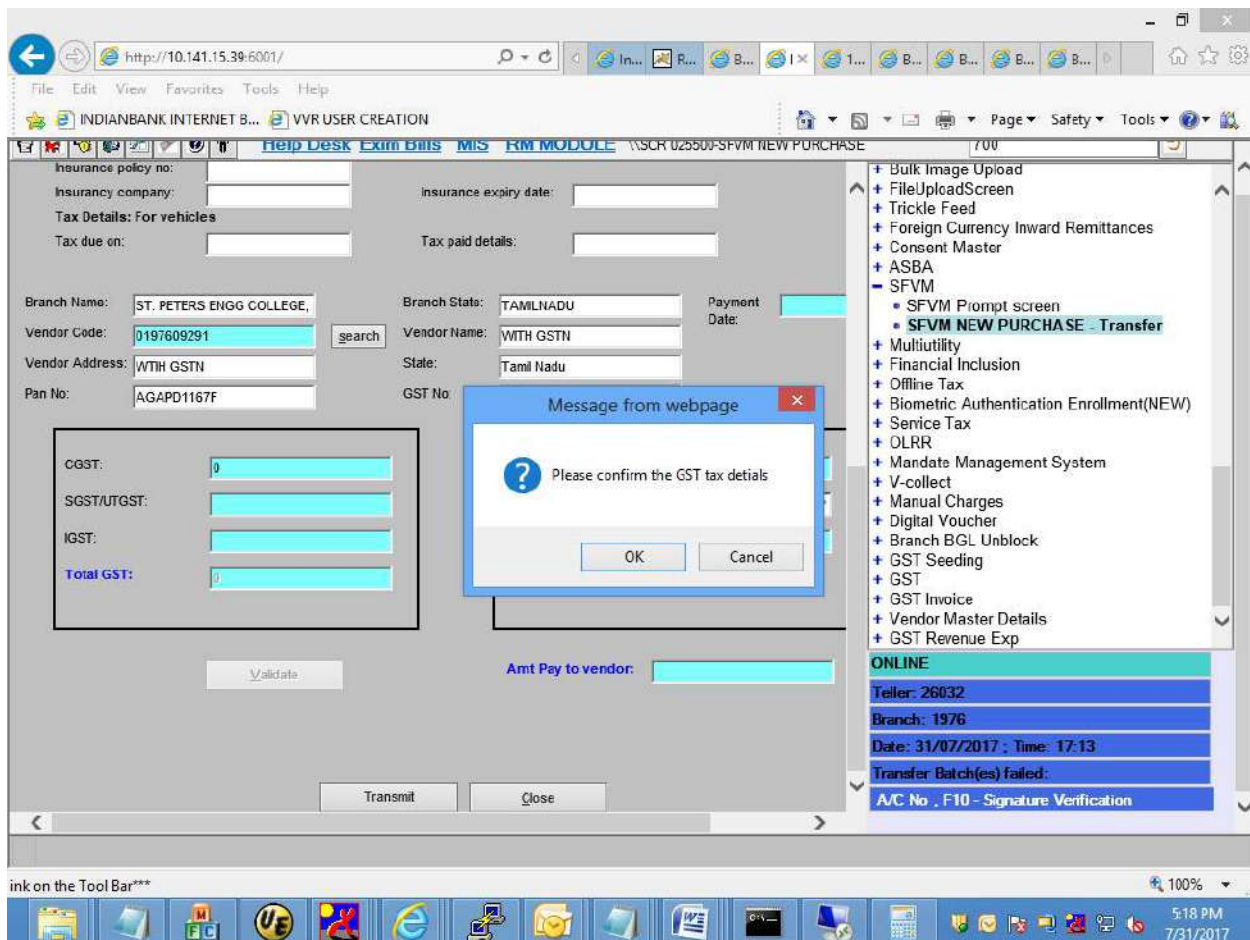 http://10.141.15.39:6001/
In... R... B... I 1... B... B... B... B...
File Edit View Favorites Tools Help
INDIANBANK INTERNET B... VVR USER CREATION
Page Safety Tools
Help Desk Exim Bills MIS RM MODULE \\SCR 025500-SFVM NEW PURCHASE 700
Insurance policy no:
Insurancy company: Insurance expiry date:
Tax Details: For vehicles
Tax due on: Tax paid details:
Branch Name: ST. PETERS ENGG COLLEGE, Branch State: TAMILNADU Payment Date:
Vendor Code: 0197609291 search Vendor Name: WITH GSTN
Vendor Address: WTIH GSTN State: Tamil Nadu
Pan No: AGAPD1167F GST No
CGST: 0
SGST/UTGST:
IGST:
Total GST: 0
Message from webpage
Please confirm the GST tax detials
OK Cancel
Validate Amt Pay to vendor:
Transmit Close
+ Bulk Image Upload
+ FileUploadScreen
+ Trickle Feed
+ Foreign Currency Inward Remittances
+ Consent Master
+ ASBA
− SFVM
• SFVM Prompt screen
• SFVM NEW PURCHASE - Transfer
+ Multiutility
+ Financial Inclusion
+ Offline Tax
+ Biometric Authentication Enrollment(NEW)
+ Service Tax
+ OLRR
+ Mandate Management System
+ V-collect
+ Manual Charges
+ Digital Voucher
+ Branch BGL Unblock
+ GST Seeding
+ GST
+ GST Invoice
+ Vendor Master Details
+ GST Revenue Exp
ONLINE
Teller: 26032
Branch: 1976
Date: 31/07/2017 ; Time: 17:13
Transfer Batch(es) failed:
A/C No , F10 - Signature Verification
ink on the Tool Bar***
100%
5:18 PM
7/31/2017